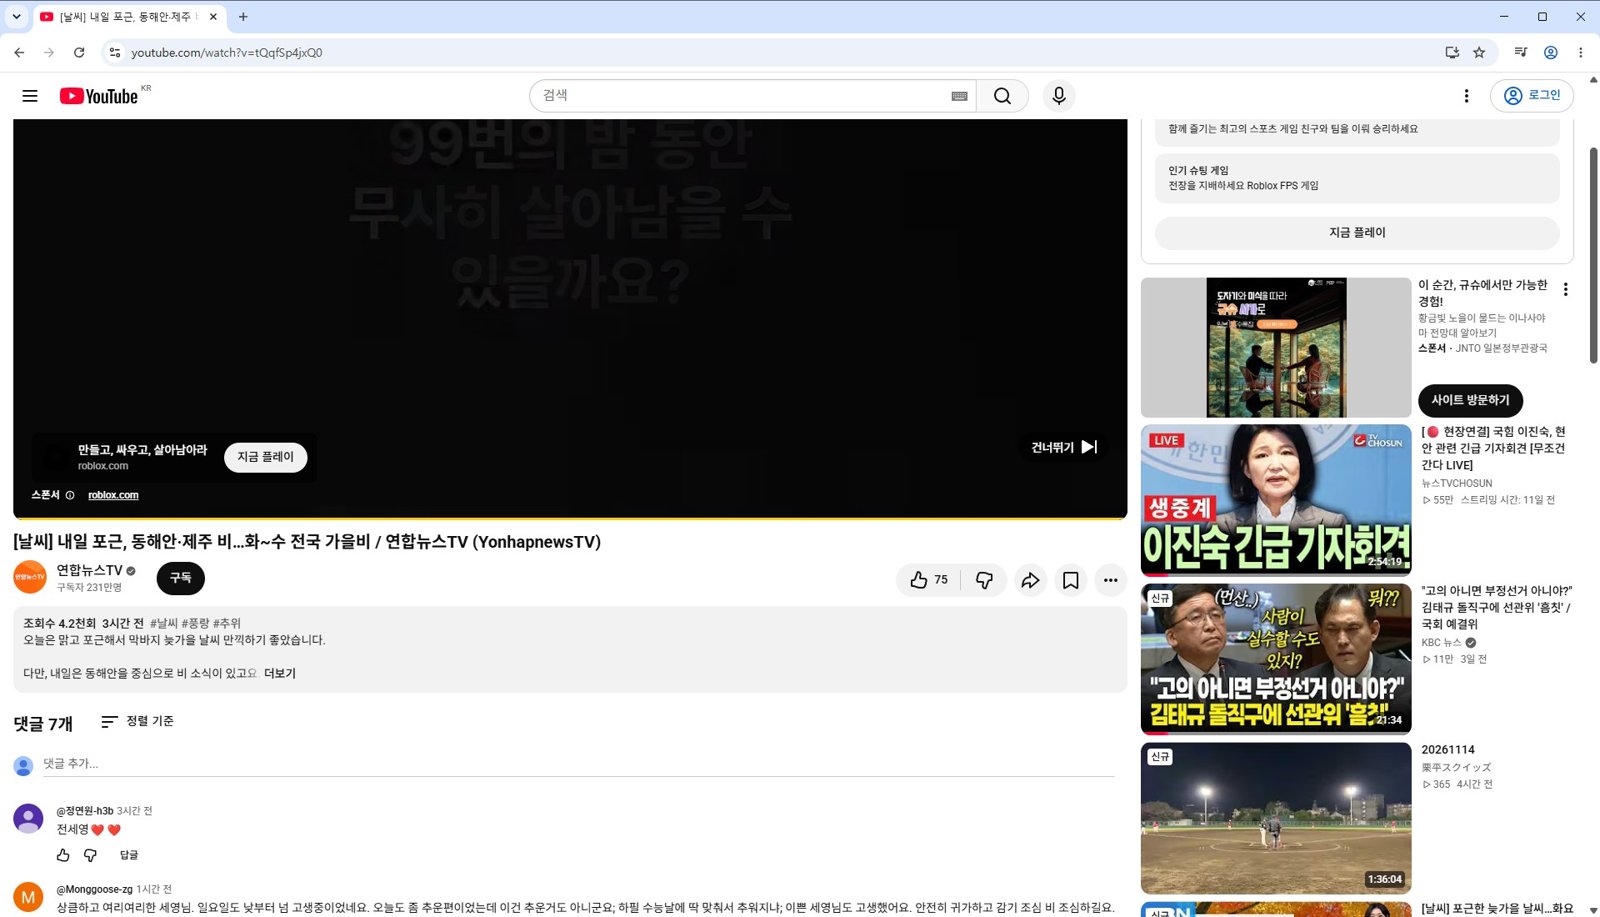 [날씨] 내일 포근, 동해안·제주 비
youtube.com/watch?v=tQqfSp4jxQ0
YouTube KR
검색
로그인
99번의 밤 동안
무사히 살아남을 수
있을까요?
만들고, 싸우고, 살아남아라
roblox.com
지금 플레이
건너뛰기
스폰서
roblox.com
[날씨] 내일 포근, 동해안·제주 비…화~수 전국 가을비 / 연합뉴스TV (YonhapnewsTV)
연합뉴스TV
연합뉴스TV
구독자 231만명
구독
75
조회수 4.2천회 3시간 전 #날씨 #풍랑 #추위
오늘은 맑고 포근해서 막바지 늦가을 날씨 만끽하기 좋았습니다.
다만, 내일은 동해안을 중심으로 비 소식이 있고요. 더보기
댓글 7개
정렬 기준
댓글 추가...
@정연원-h3b 3시간 전
전세영❤️ ❤️
답글
M
@Monggoose-zg 1시간 전
상큼하고 여리여리한 세영님. 일요일도 낮부터 넘 고생중이었네요. 오늘도 좀 추운편이었는데 이건 추운거도 아니군요; 하필 수능날에 딱 맞춰서 추워지냐; 이쁜 세영님도 고생했어요. 안전히 귀가하고 감기 조심 비 조심하길요.
함께 즐기는 최고의 스포츠 게임 친구와 팀을 이뤄 승리하세요
인기 슈팅 게임
전장을 지배하세요 Roblox FPS 게임
지금 플레이
도자기와 미식을 따라
규슈 사가로
이 순간, 규슈에서만 가능한
경험!
황금빛 노을이 물드는 이나사야
마 전망대 알아보기
스폰서 · JNTO 일본정부관광국
사이트 방문하기
LIVE
TV CHOSUN
생중계
이진숙 긴급 기자회견
2:54:19
[🔴 현장연결] 국힘 이진숙, 현
안 관련 긴급 기자회견 [무조건
간다 LIVE]
뉴스TVCHOSUN
55만 스트리밍 시간: 11일 전
신규
(먼산..)
사람이
실수할 수도
있지?
뭐??
"고의 아니면 부정선거 아니야?"
김태규 돌직구에 선관위 '흠칫'
21:34
"고의 아니면 부정선거 아니야?"
김태규 돌직구에 선관위 '흠칫' /
국회 예결위
KBC 뉴스
11만 3일 전
신규
1:36:04
20261114
栗平スクイッズ
365 4시간 전
신규
[날씨] 포근한 늦가을 날씨…화요